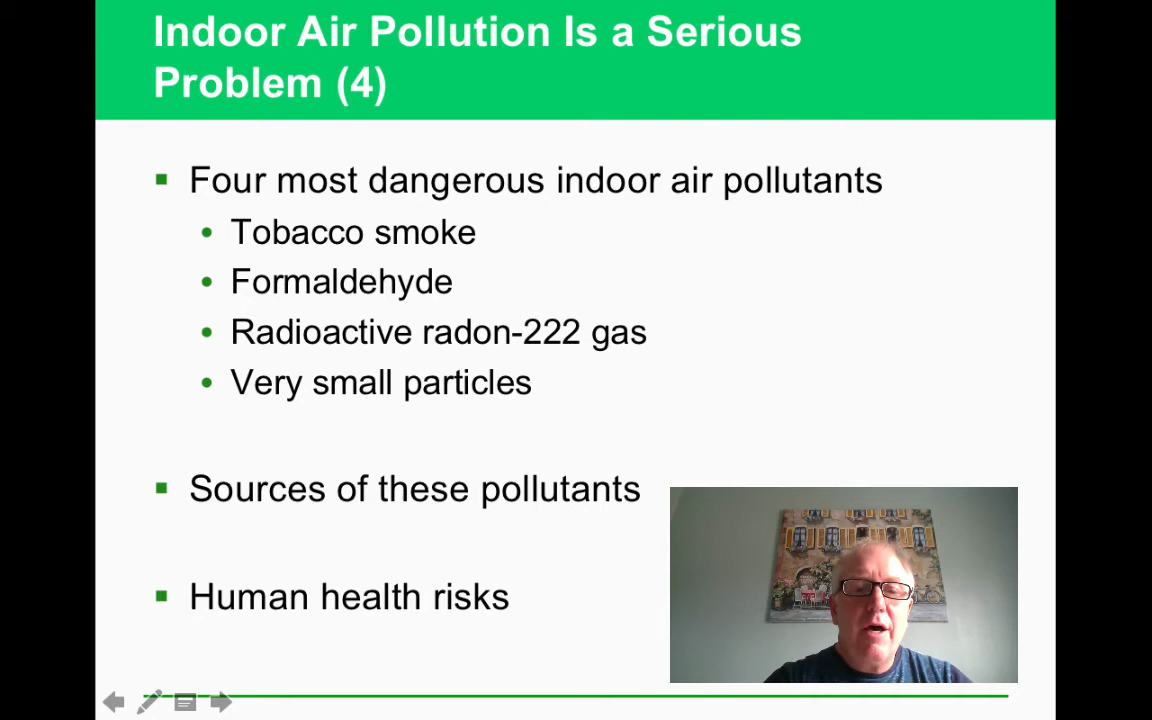 Indoor Air Pollution Is a Serious
Problem (4)
Four most dangerous indoor air pollutants
Tobacco smoke
Formaldehyde
Radioactive radon-222 gas
Very small particles
Sources of these pollutants
Human health risks